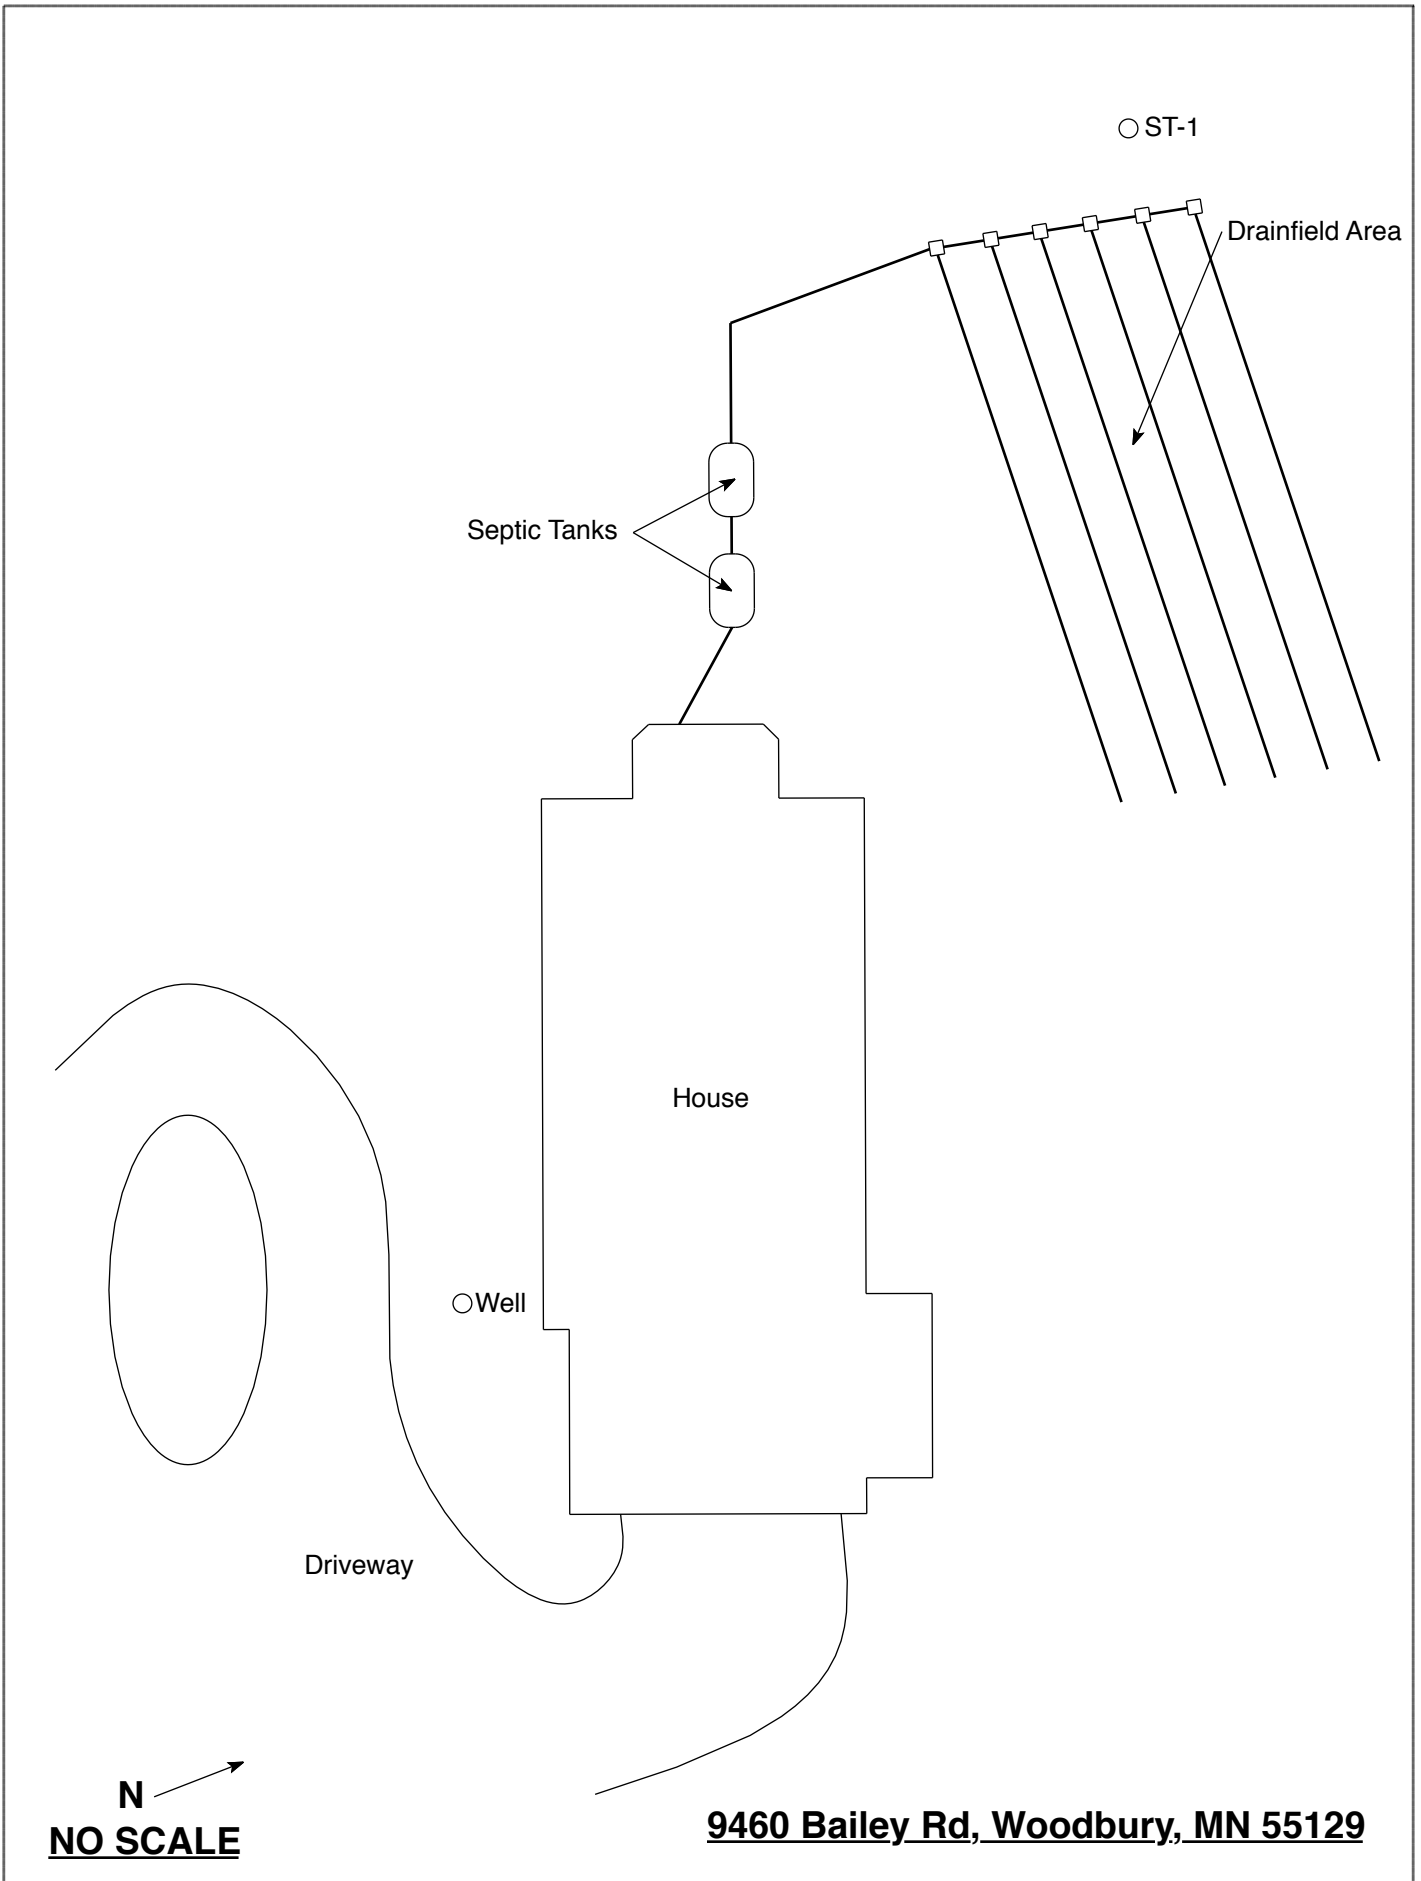 ST-1
Drainfield Area
Septic Tanks
House
Well
Driveway
N
NO SCALE
9460 Bailey Rd, Woodbury, MN 55129